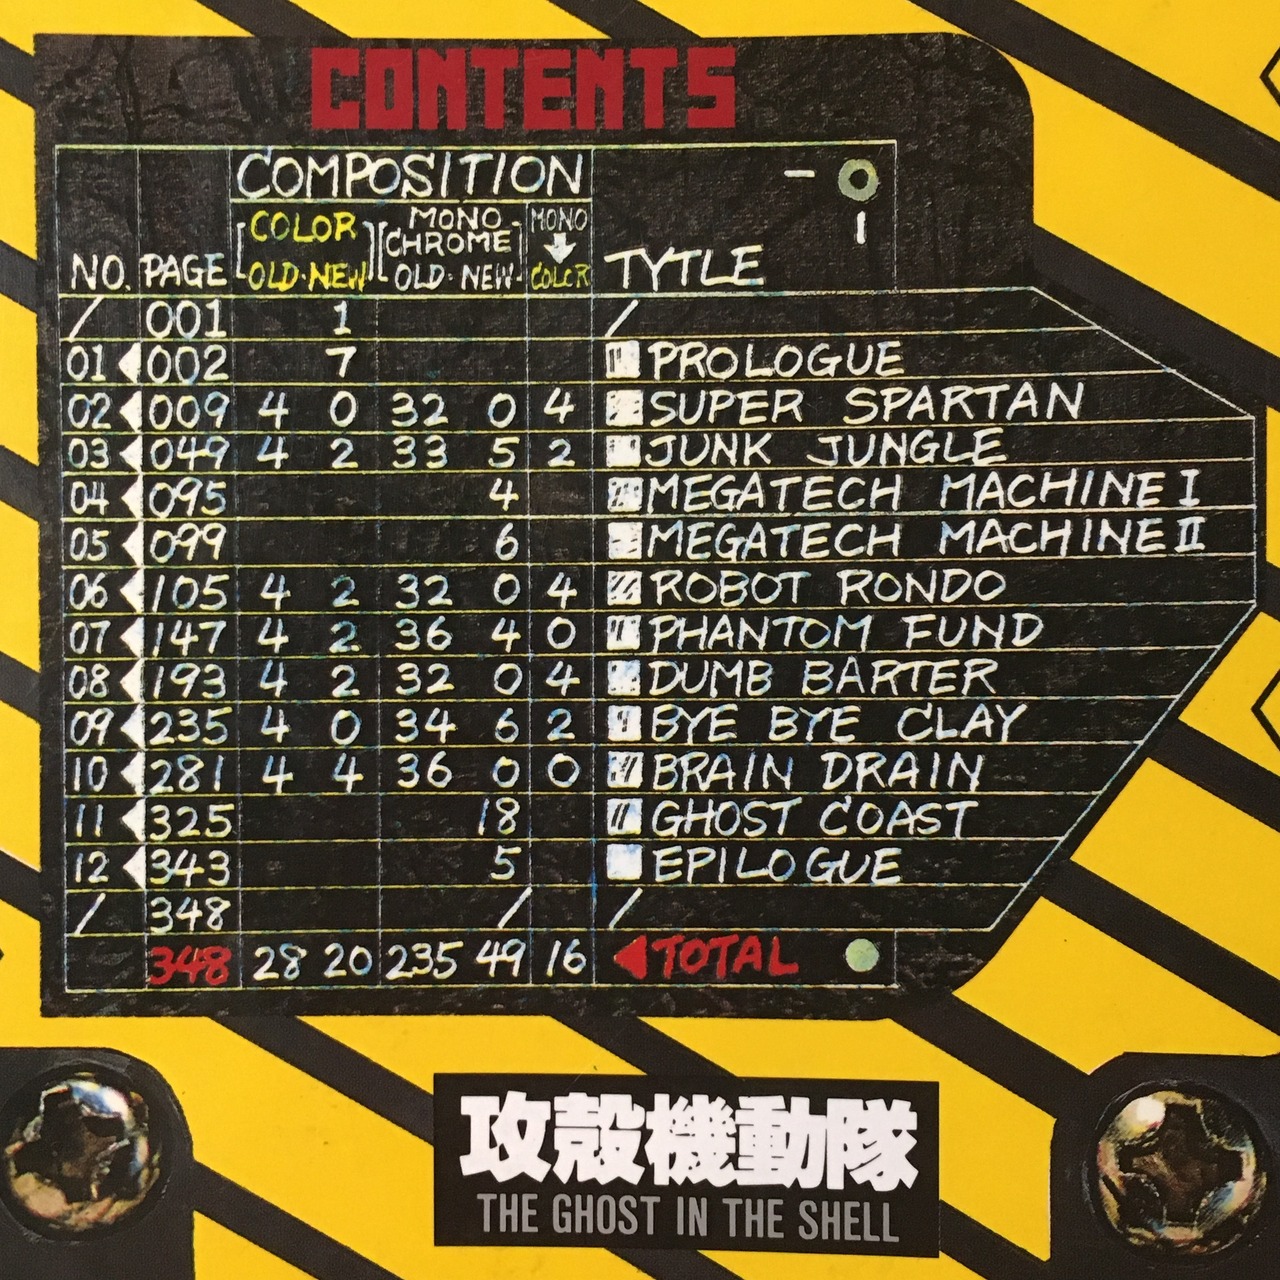 CONTENTS
COMPOSITION –
COLOR MONO CHROME MONO
NO. PAGE OLD·NEW OLD·NEW COLOR TYTLE
/ 001 1 /
01 002 7 PROLOGUE
02 009 4 0 32 0 4 SUPER SPARTAN
03 049 4 2 33 5 2 JUNK JUNGLE
04 095 4 MEGATECH MACHINE I
05 099 6 MEGATECH MACHINE II
06 105 4 2 32 0 4 ROBOT RONDO
07 147 4 2 36 4 0 PHANTOM FUND
08 193 4 2 32 0 4 DUMB BARTER
09 235 4 0 34 6 2 BYE BYE CLAY
10 281 4 4 36 0 0 BRAIN DRAIN
11 325 18 GHOST COAST
12 343 5 EPILOGUE
/ 348 / /
348 28 20 235 49 16 TOTAL
攻殻機動隊
THE GHOST IN THE SHELL